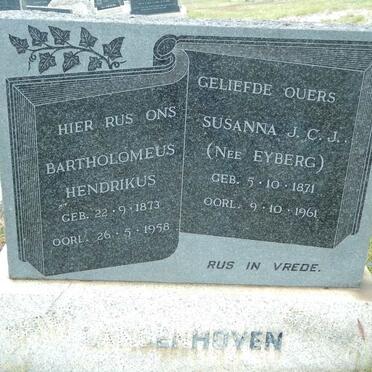 HIER RUS ONS
BARTHOLOMEUS
HENDRIKUS
GEB. 22-9-1873
OORL. 26-5-1958
GELIEFDE OUERS
SUSANNA J.C.J.
(NEE EYBERG)
GEB. 5-10-1871
OORL. 9-10-1961
RUS IN VREDE.
HOVEN